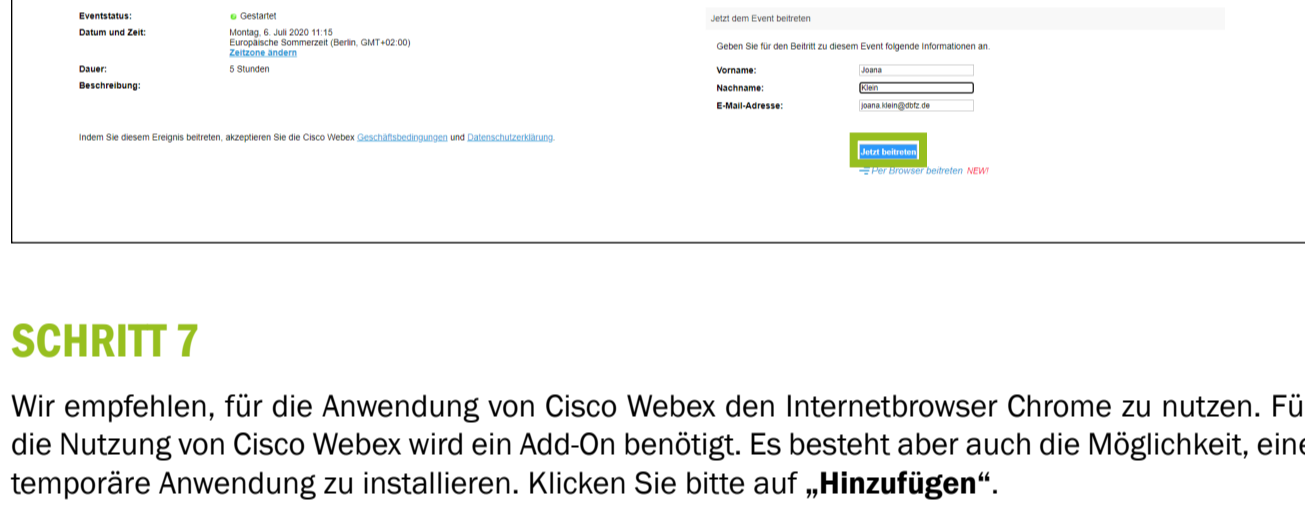 Eventstatus: Gestartet
Datum und Zeit: Montag, 6. Juli 2020 11:15
Europäische Sommerzeit (Berlin, GMT+02:00)
Zeitzone ändern
Dauer: 5 Stunden
Beschreibung:
Indem Sie diesem Ereignis beitreten, akzeptieren Sie die Cisco Webex Geschäftsbedingungen und Datenschutzerklärung.
Jetzt dem Event beitreten
Geben Sie für den Beitritt zu diesem Event folgende Informationen an.
Vorname: Joana
Nachname: Klein
E-Mail-Adresse: joana.klein@dbfz.de
Jetzt beitreten
Per Browser beitreten NEW!
SCHRITT 7
Wir empfehlen, für die Anwendung von Cisco Webex den Internetbrowser Chrome zu nutzen. Fü
die Nutzung von Cisco Webex wird ein Add-On benötigt. Es besteht aber auch die Möglichkeit, eine
temporäre Anwendung zu installieren. Klicken Sie bitte auf „Hinzufügen“.